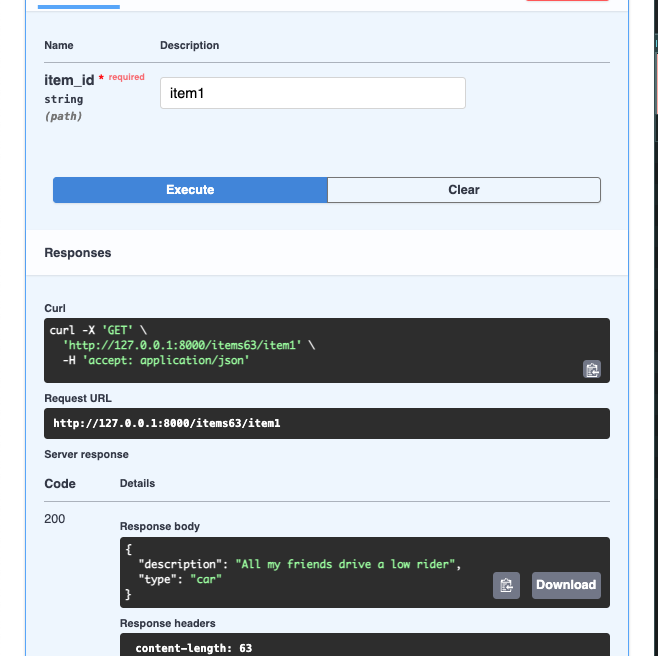 Name Description
item_id * required
item1
string
(path)
Execute Clear
Responses
Curl
curl -X 'GET' \
'http://127.0.0.1:8000/items63/item1' \
-H 'accept: application/json'
Request URL
http://127.0.0.1:8000/items63/item1
Server response
Code Details
200
Response body
{
"description": "All my friends drive a low rider",
"type": "car"
}
Download
Response headers
content-length: 63